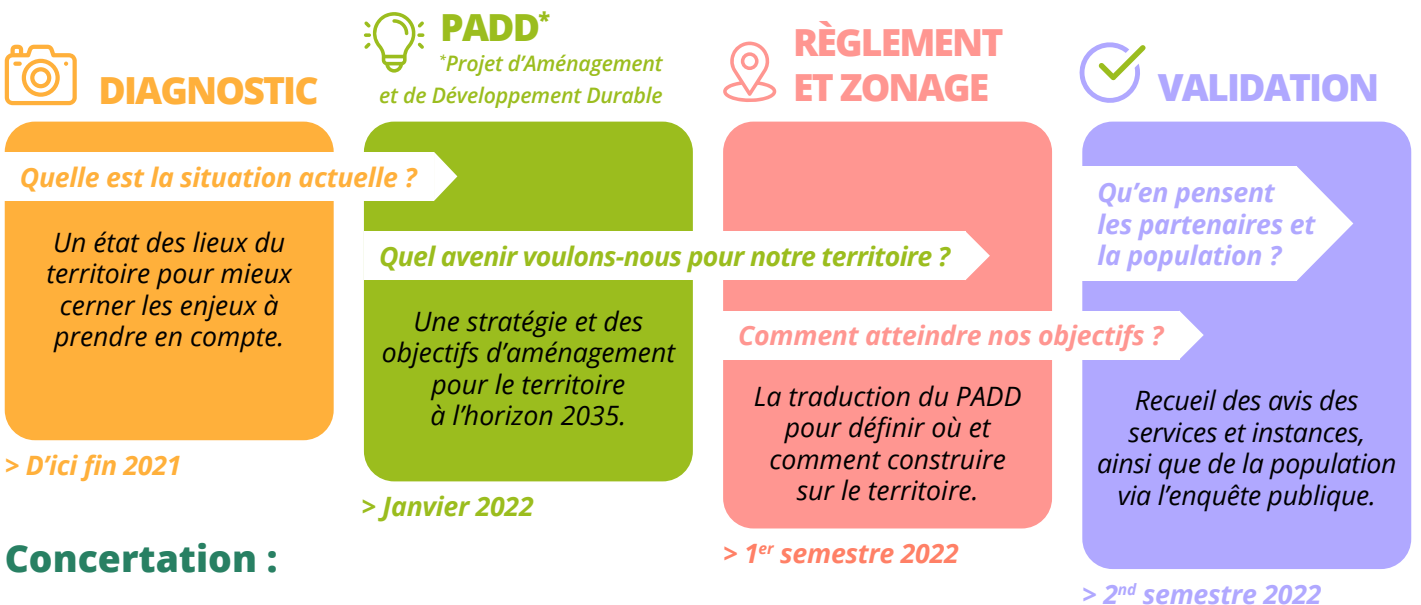 DIAGNOSTIC
Quelle est la situation actuelle ?
Un état des lieux du
territoire pour mieux
cerner les enjeux à
prendre en compte.
> D'ici fin 2021
PADD*
*Projet d'Aménagement
et de Développement Durable
Quel avenir voulons-nous pour notre territoire ?
Une stratégie et des
objectifs d'aménagement
pour le territoire
à l'horizon 2035.
> Janvier 2022
RÈGLEMENT
ET ZONAGE
Comment atteindre nos objectifs ?
La traduction du PADD
pour définir où et
comment construire
sur le territoire.
> 1er semestre 2022
VALIDATION
Qu'en pensent
les partenaires et
la population ?
Recueil des avis des
services et instances,
ainsi que de la population
via l'enquête publique.
> 2nd semestre 2022
Concertation :